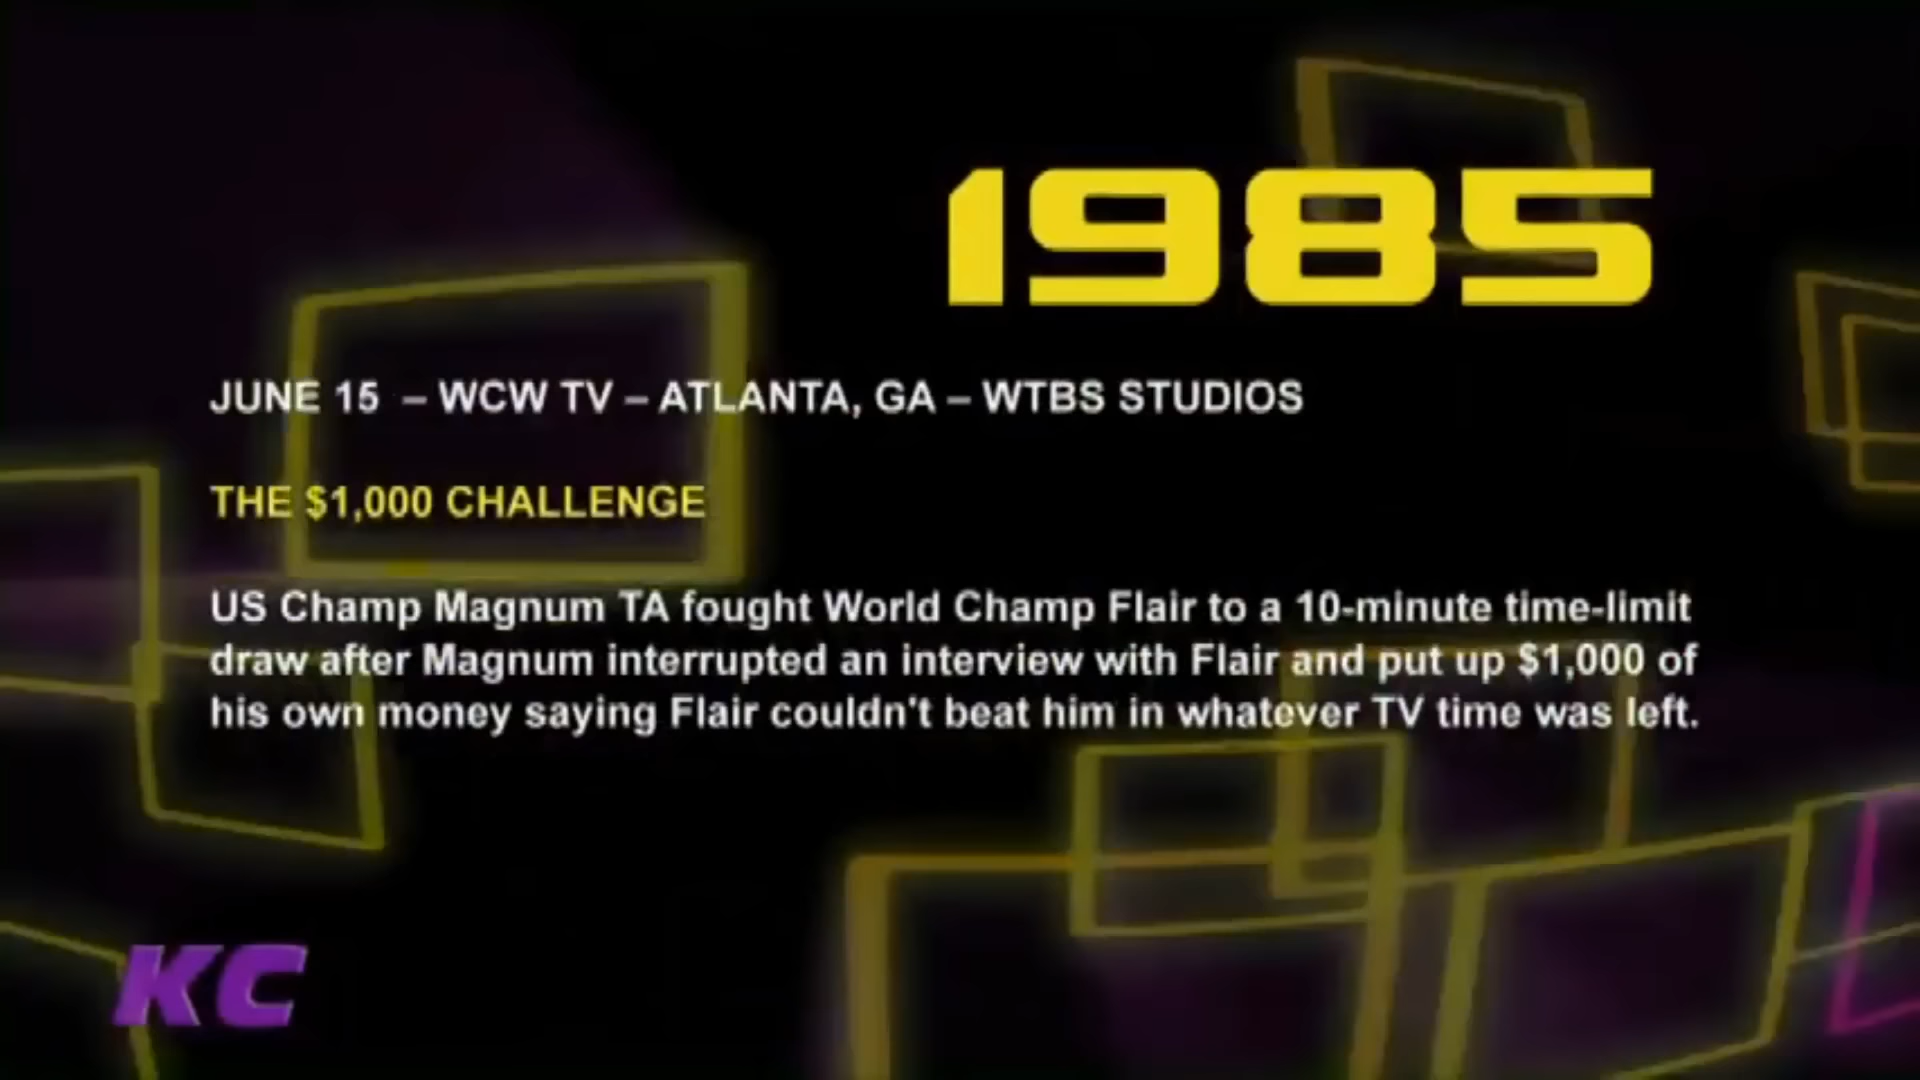 1985
JUNE 15 – WCW TV – ATLANTA, GA – WTBS STUDIOS
THE $1,000 CHALLENGE
US Champ Magnum TA fought World Champ Flair to a 10-minute time-limit
draw after Magnum interrupted an interview with Flair and put up $1,000 of
his own money saying Flair couldn't beat him in whatever TV time was left.
KC